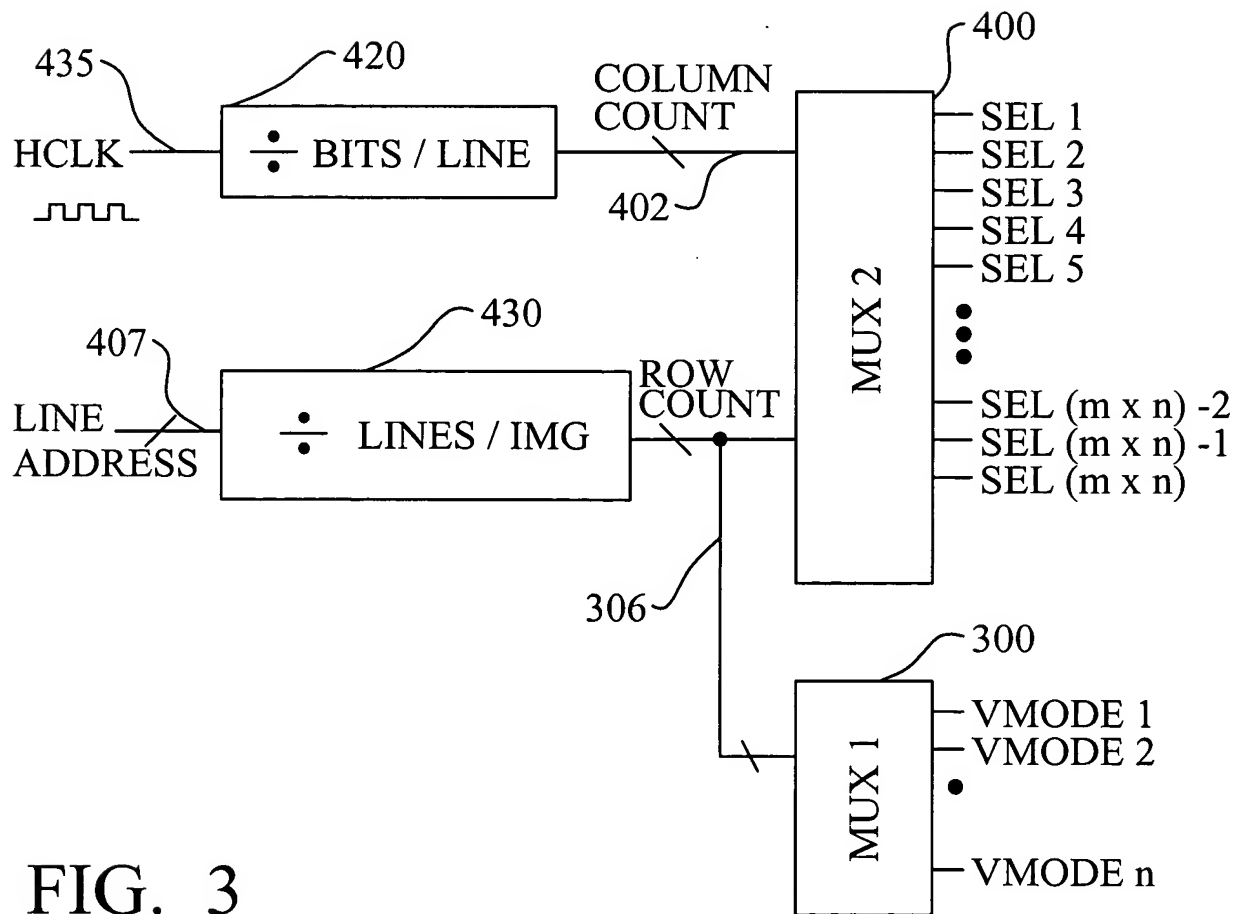 435
420
COLUMN
COUNT
400
HCLK
÷ BITS / LINE
402
MUX 2
SEL 1
SEL 2
SEL 3
SEL 4
SEL 5
407
430
LINE
ADDRESS
÷ LINES / IMG
ROW
COUNT
SEL (m x n) -2
SEL (m x n) -1
SEL (m x n)
306
300
MUX 1
VMODE 1
VMODE 2
VMODE n
FIG. 3